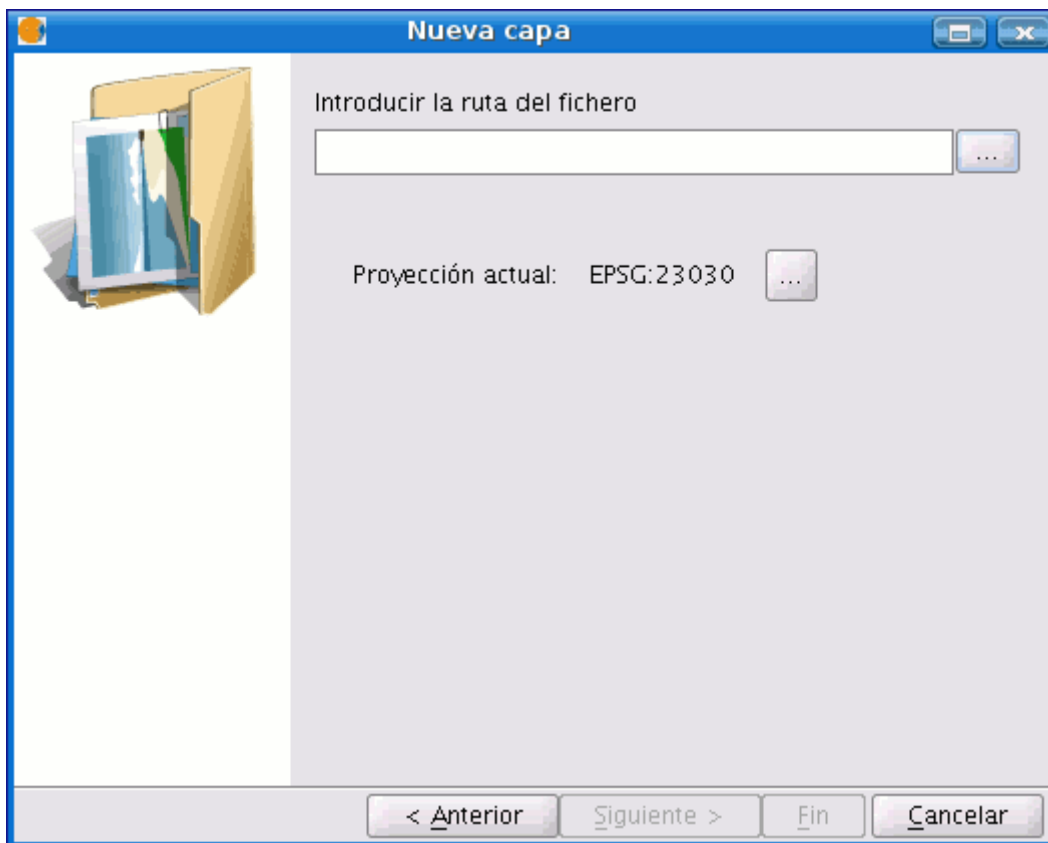 Nueva capa
Introducir la ruta del fichero
...
Proyección actual: EPSG:23030 ...
< Anterior Siguiente > Fin Cancelar